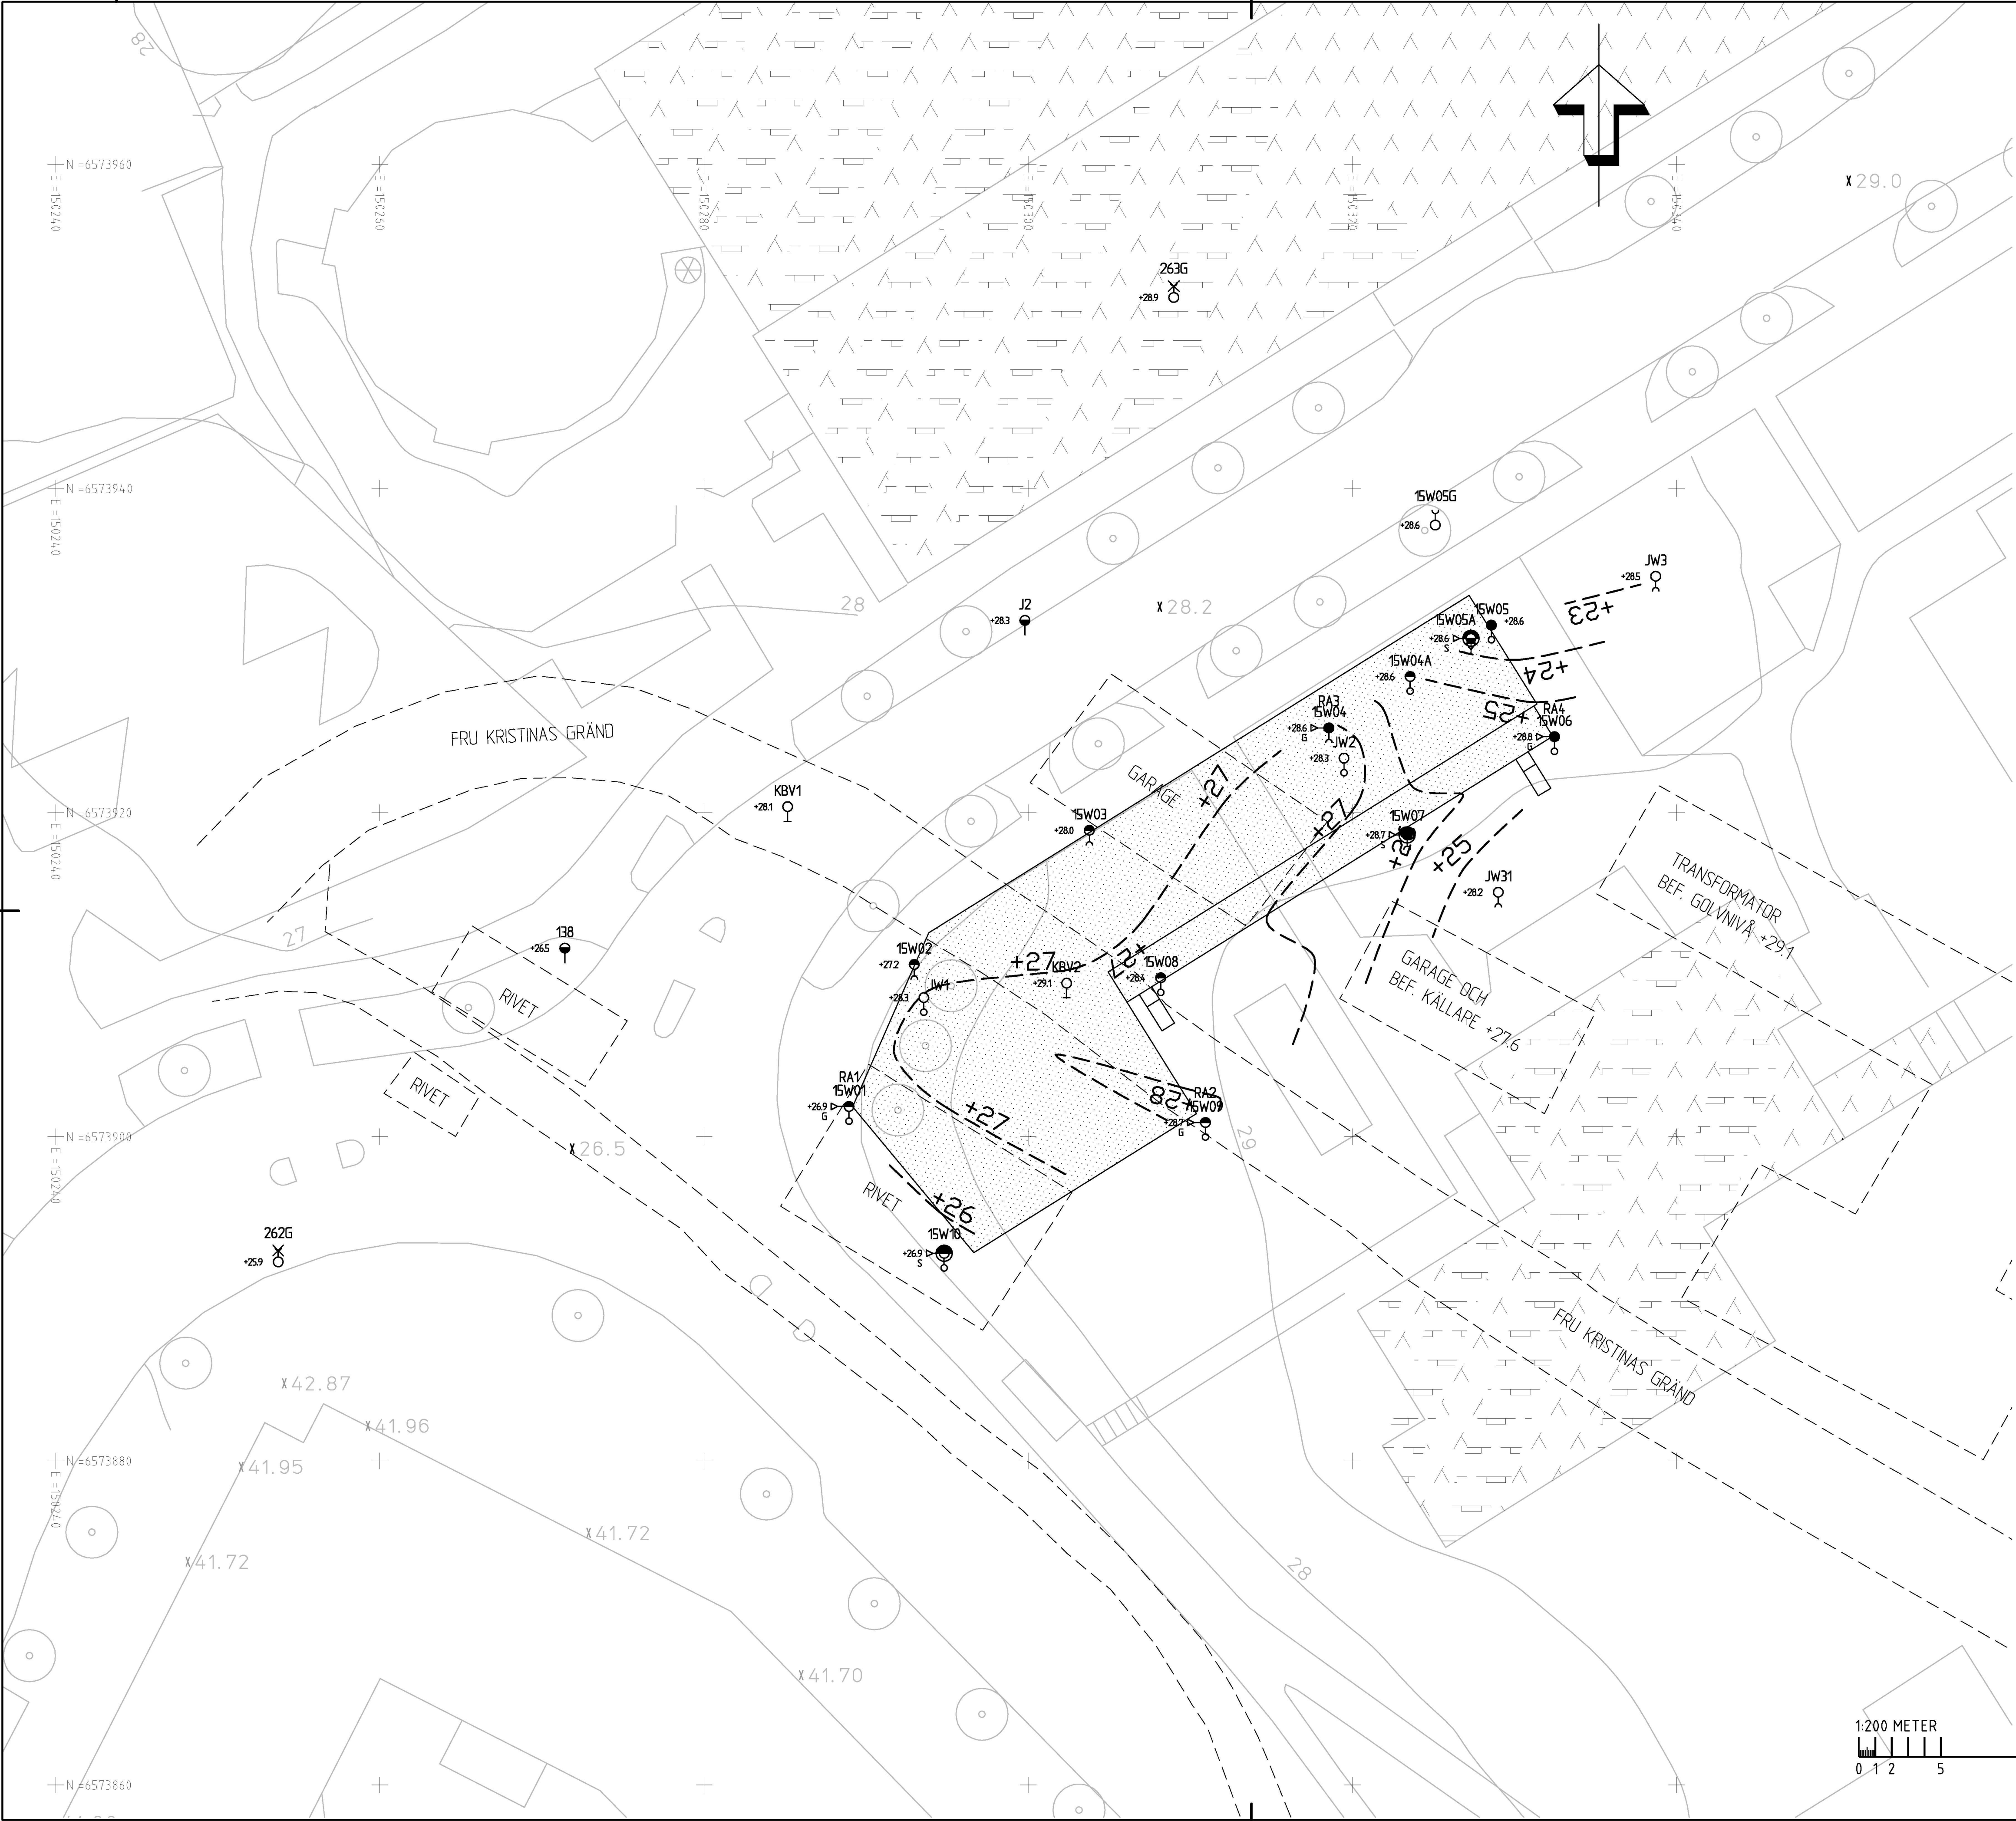 28
N =6573960
E =150240
E =150260
E =150280
E =150300
E =150320
E =150340
X 29.0
263G
+28.9
N =6573940
E =150240
15W05G
+28.6
JW3
+28.5
+23
28
J2
+28.3
X 28.2
15W05
+28.6
15W05A
+28.6
S
+24
15W04A
+28.6
+25
RA3
15W04
+28.6
G
JW2
+28.3
RA4
15W06
+28.8
G
FRU KRISTINAS GRÄND
GARAGE
+27
KBV1
+28.1
N =6573920
E =150240
15W03
+28.0
+27
15W07
+28.7
S
+25
JW31
+28.2
TRANSFORMATOR
BEF. GOLVNIVÅ +29.1
27
138
+26.5
15W02
+27.2
+27
KBV2
+29.1
+27
15W08
+28.4
GARAGE OCH
BEF. KÄLLARE +27.6
RIVET
JW1
+28.3
RIVET
RA1
15W01
+26.9
G
+27
+28
RA2
15W09
+28.7
G
29
N =6573900
E =150240
X 26.5
RIVET
+26
15W10
+26.9
S
262G
+25.9
FRU KRISTINAS GRÄND
X 42.87
X 41.96
X 41.95
N =6573880
E =150240
X 41.72
X 41.72
28
X 41.70
1:200 METER
0 1 2 5
N =6573860